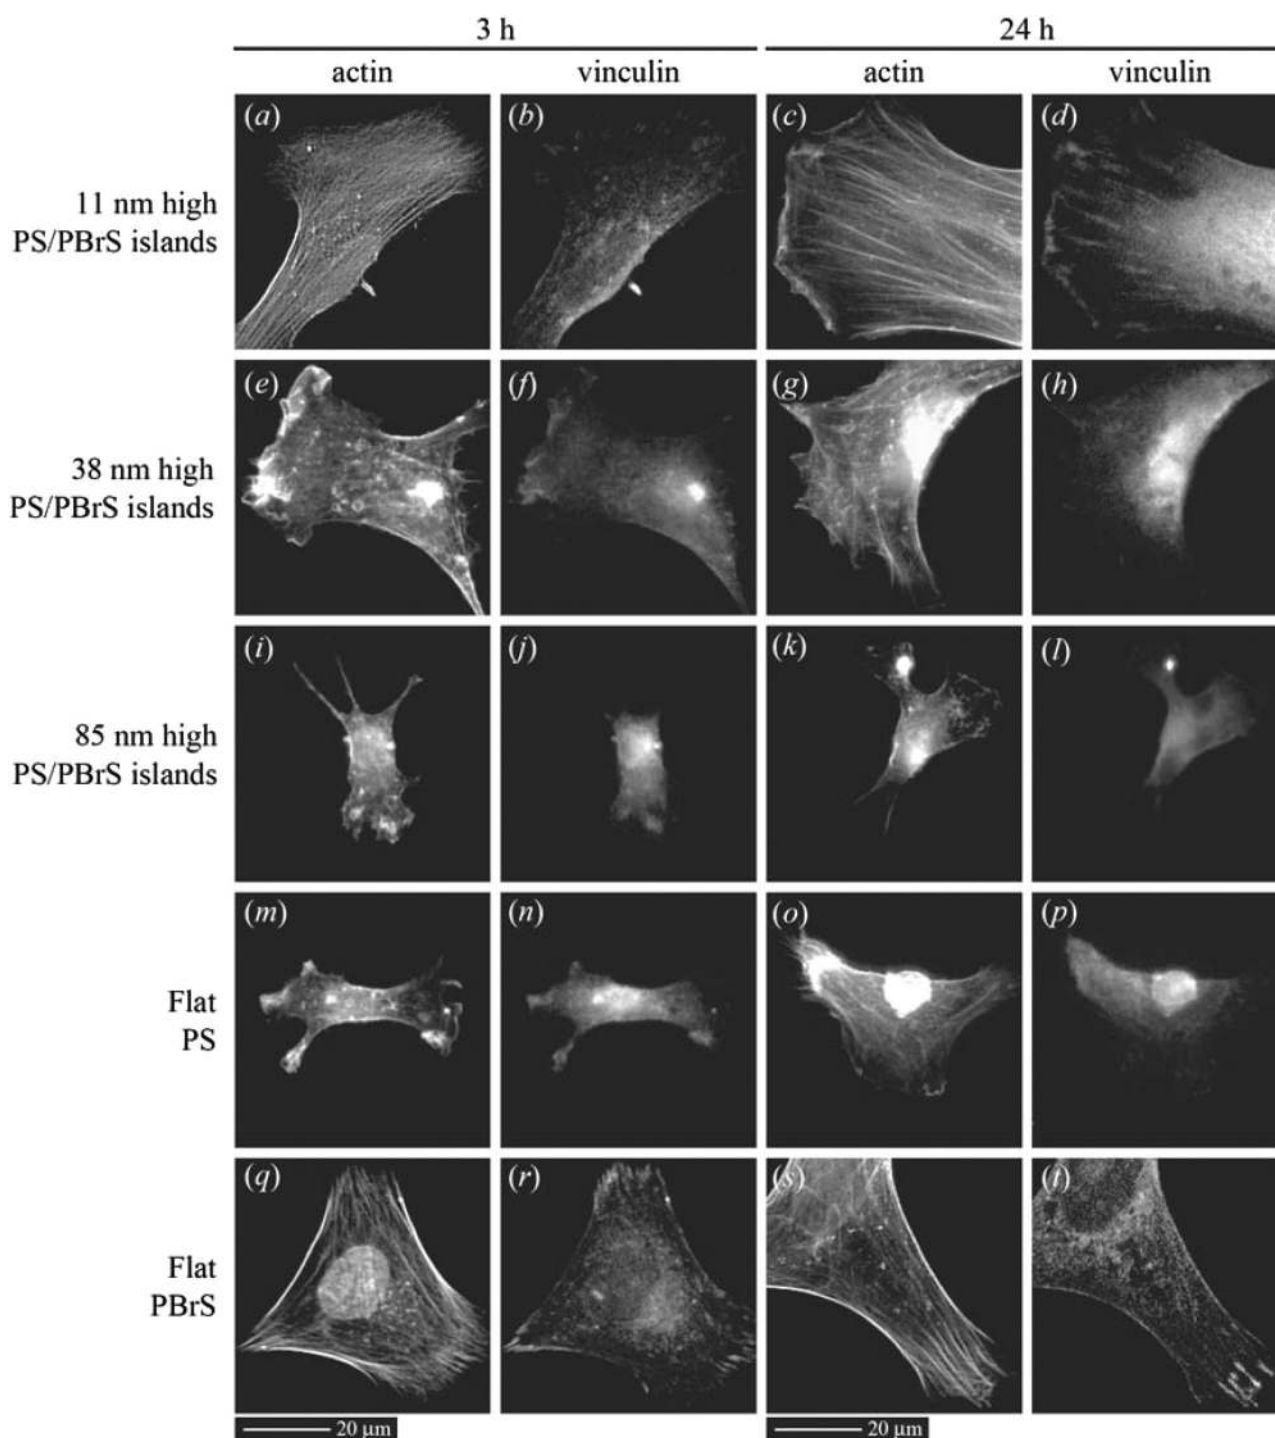 3 h 24 h
actin vinculin actin vinculin
(a) (b) (c) (d)
11 nm high
PS/PBrS islands
(e) (f) (g) (h)
38 nm high
PS/PBrS islands
(i) (j) (k) (l)
85 nm high
PS/PBrS islands
(m) (n) (o) (p)
Flat
PS
(q) (r) (s) (t)
Flat
PBrS
20 µm 20 µm